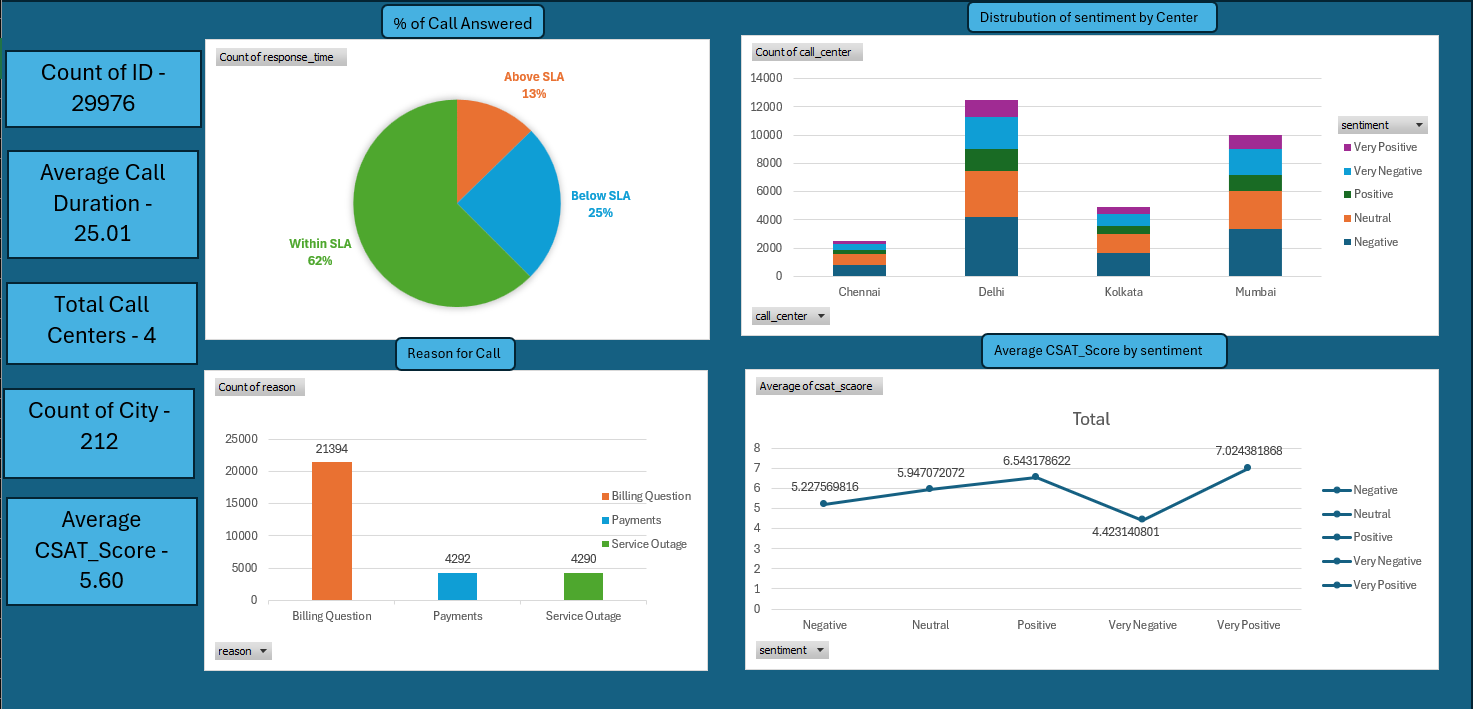 Count of ID -
29976
Average Call
Duration -
25.01
Total Call
Centers - 4
Count of City -
212
Average
CSAT_Score -
5.60
% of Call Answered
Count of response_time
Above SLA
13%
Below SLA
25%
Within SLA
62%
Distrubution of sentiment by Center
Count of call_center
14000
12000
10000
8000
6000
4000
2000
0
Chennai
Delhi
Kolkata
Mumbai
sentiment
Very Positive
Very Negative
Positive
Neutral
Negative
call_center
Reason for Call
Count of reason
25000
20000
15000
10000
5000
0
21394
4292
4290
Billing Question
Payments
Service Outage
Billing Question
Payments
Service Outage
reason
Average CSAT_Score by sentiment
Average of csat_scaore
Total
8
7
6
5
4
3
2
1
0
5.227569816
5.947072072
6.543178622
4.423140801
7.024381868
Negative
Neutral
Positive
Very Negative
Very Positive
Negative
Neutral
Positive
Very Negative
Very Positive
sentiment